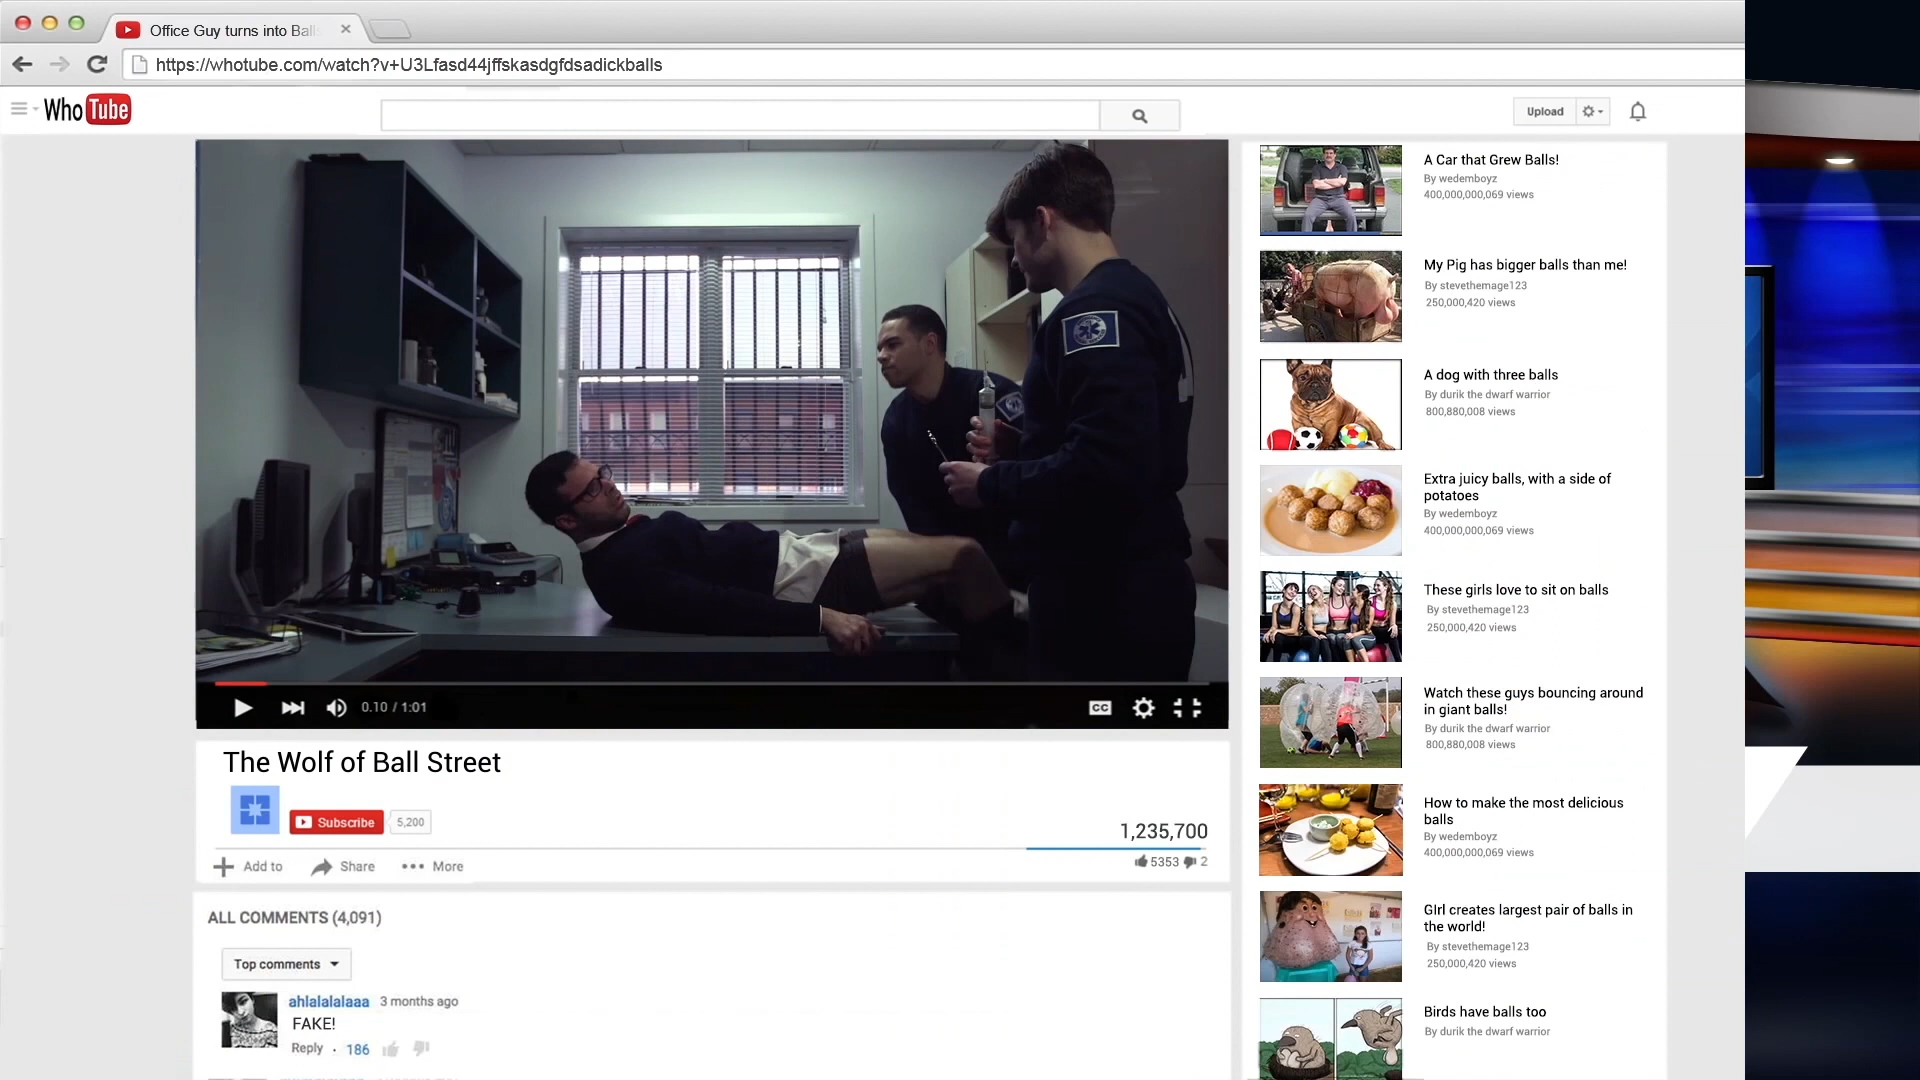 Office Guy turns into Ball
https://whotube.com/watch?v+U3Lfasd44jffskasdgfdsadickballs
WhoTube
Upload
0.10 / 1:01
CC
The Wolf of Ball Street
Subscribe
5,200
1,235,700
Add to
Share
More
5353
2
ALL COMMENTS (4,091)
Top comments
ahlalalalaaa 3 months ago
FAKE!
Reply · 186
A Car that Grew Balls!
By wedemboyz
400,000,000,069 views
My Pig has bigger balls than me!
By stevethemage123
250,000,420 views
A dog with three balls
By durik the dwarf warrior
800,880,008 views
Extra juicy balls, with a side of
potatoes
By wedemboyz
400,000,000,069 views
These girls love to sit on balls
By stevethemage123
250,000,420 views
Watch these guys bouncing around
in giant balls!
By durik the dwarf warrior
800,880,008 views
How to make the most delicious
balls
By wedemboyz
400,000,000,069 views
GIrl creates largest pair of balls in
the world!
By stevethemage123
250,000,420 views
Birds have balls too
By durik the dwarf warrior